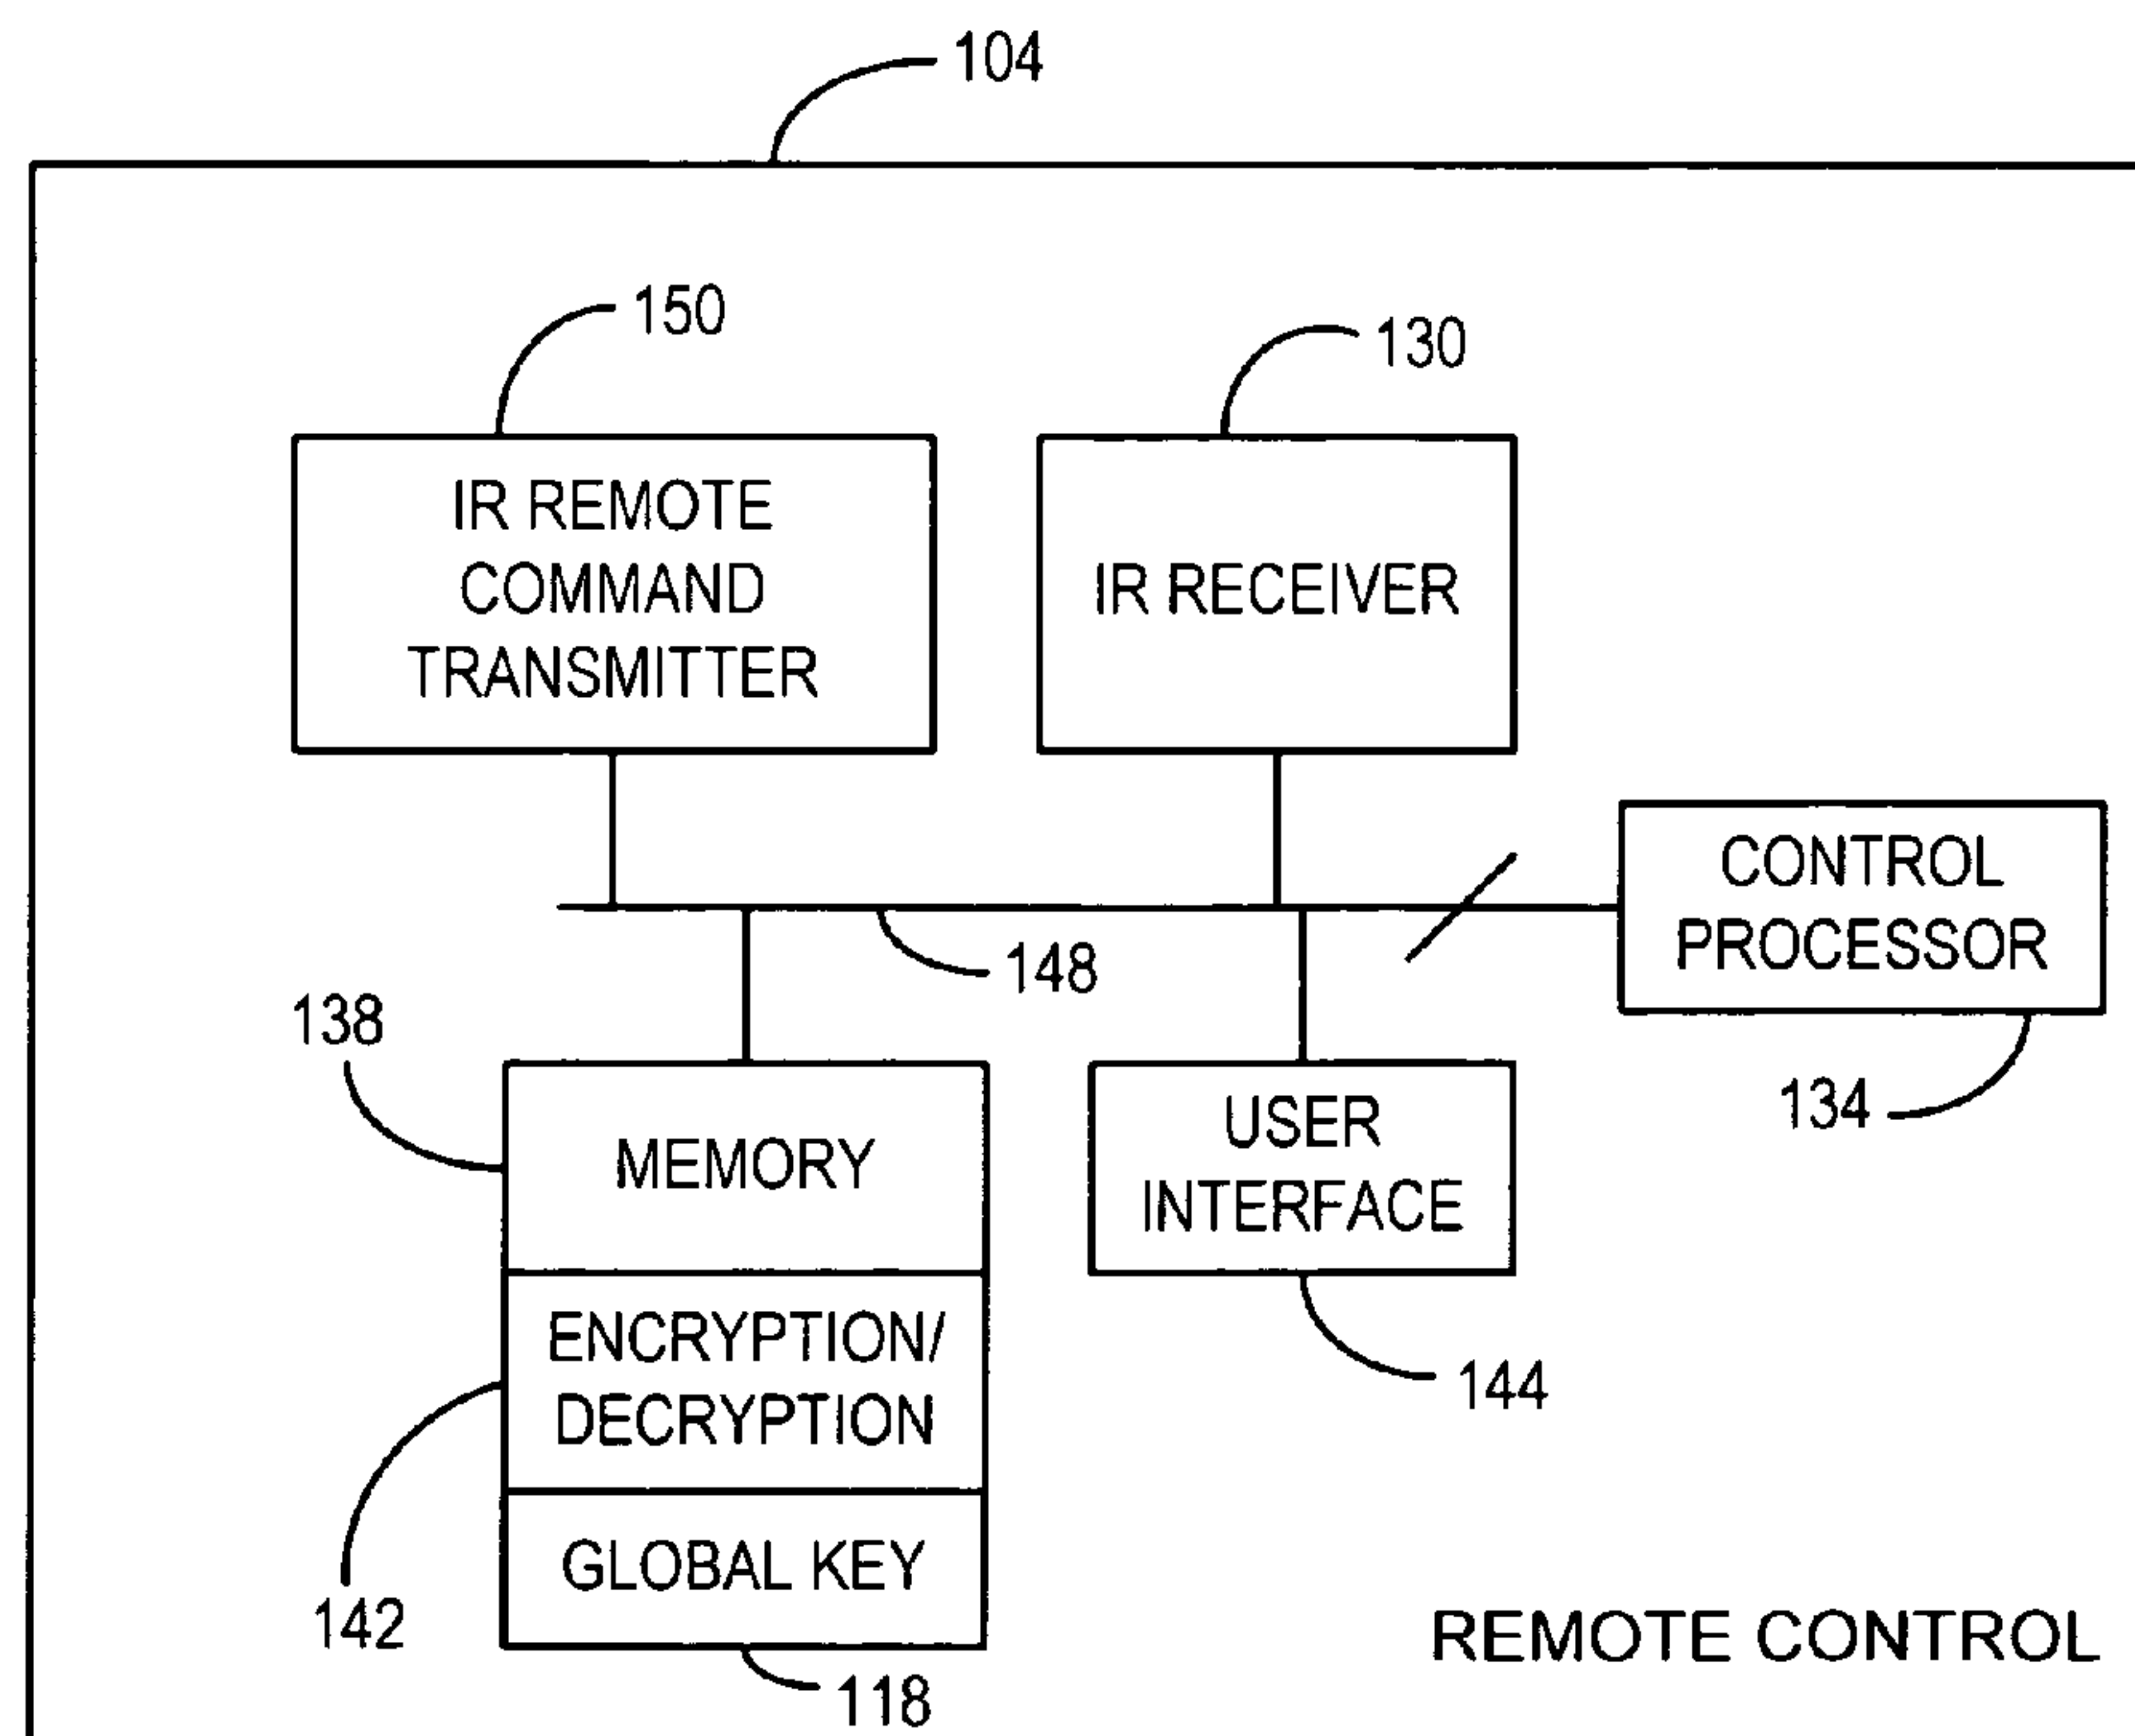 104
150
130
IR REMOTE
COMMAND
TRANSMITTER
IR RECEIVER
CONTROL
PROCESSOR
148
138
134
MEMORY
USER
INTERFACE
ENCRYPTION/
DECRYPTION
144
GLOBAL KEY
142
REMOTE CONTROL
118